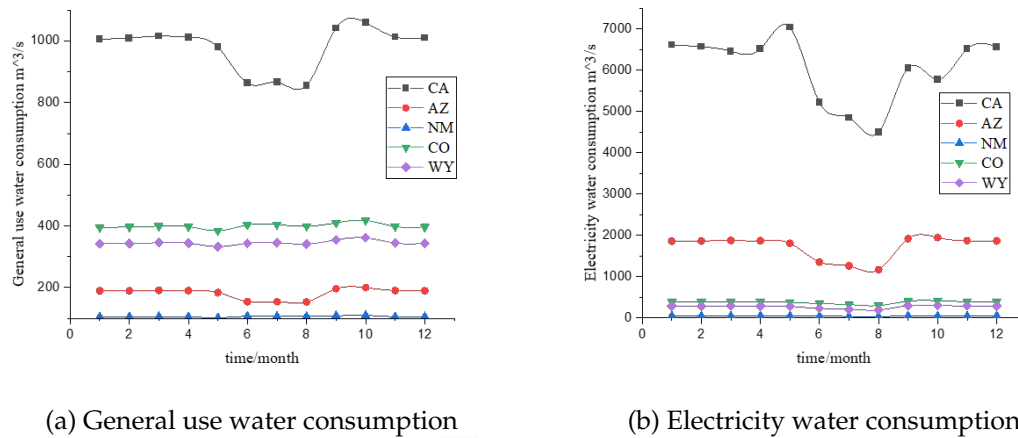 General use water consumption m^3/s
1000
800
600
400
200
0
2
4
6
8
10
12
time/month
CA
AZ
NM
CO
WY
Electricity water consumption m^3/s
7000
6000
5000
4000
3000
2000
1000
0
0
2
4
6
8
10
12
time/month
CA
AZ
NM
CO
WY
(a) General use water consumption
(b) Electricity water consumption